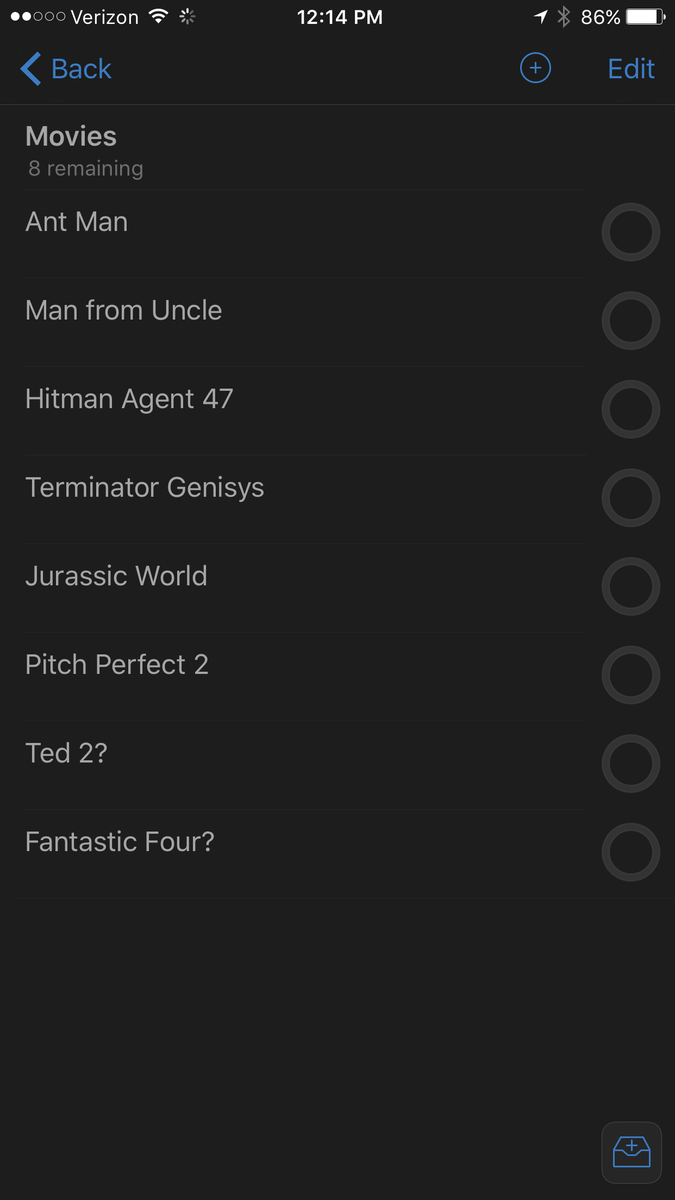 Verizon 12:14 PM 86%
Back Edit
Movies
8 remaining
Ant Man
Man from Uncle
Hitman Agent 47
Terminator Genisys
Jurassic World
Pitch Perfect 2
Ted 2?
Fantastic Four?